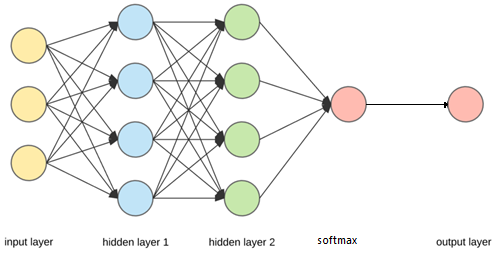 input layer
hidden layer 1
hidden layer 2
softmax
output layer